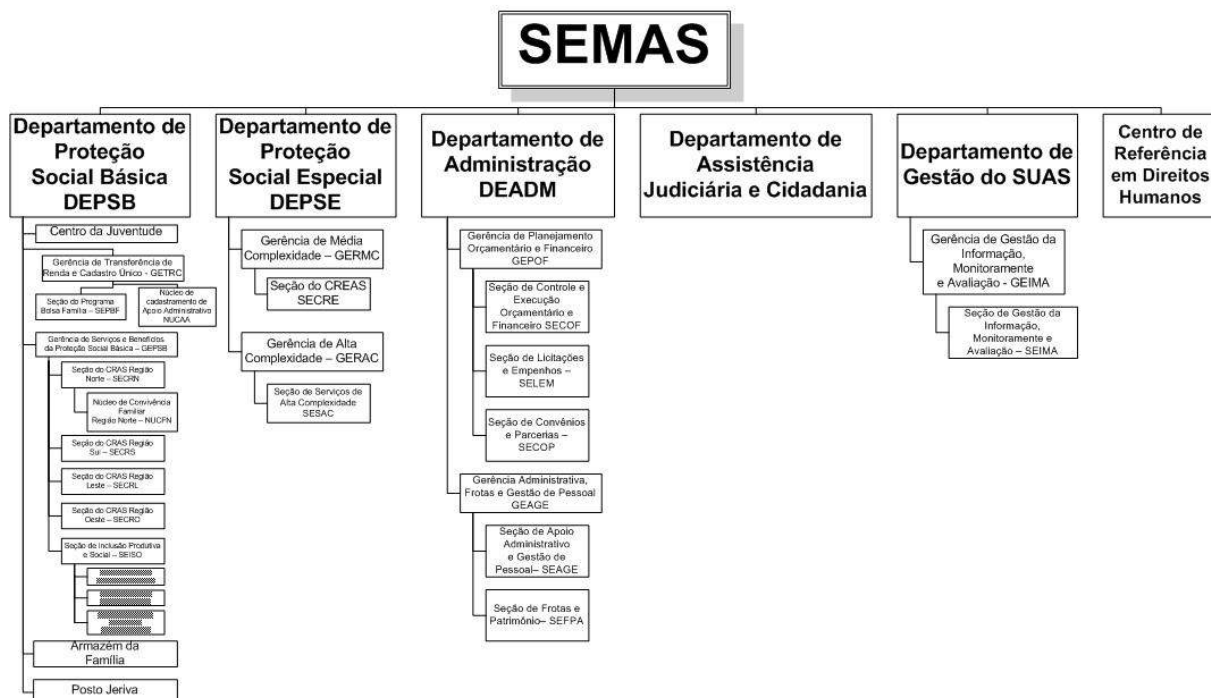 SEMAS
Departamento de
Proteção
Social Básica
DEPSB
Centro da Juventude
Gerência de Transferência de
Renda e Cadastro Único - GETRC
Seção do Programa
Bolsa Família – SEPBF
Núcleo de
cadastramento de
Apoio Administrativo
NUCAA
Gerência de Serviços e Benefícios
da Proteção Social Básica – GEPSB
Seção do CRAS Região
Norte – SECRN
Núcleo de Convivência
Familiar
Região Norte – NUCFN
Seção do CRAS Região
Sul – SECRS
Seção do CRAS Região
Leste – SECRL
Seção do CRAS Região
Oeste – SECRO
Seção de Inclusão Produtiva
e Social – SEISO
Armazém da
Família
Posto Jeriva
Departamento de
Proteção
Social Especial
DEPSE
Gerência de Média
Complexidade – GERMC
Seção do CREAS
SECRE
Gerência de Alta
Complexidade – GERAC
Seção de Serviços de
Alta Complexidade
SESAC
Departamento de
Administração
DEADM
Gerência de Planejamento
Orçamentário e Financeiro
GEPOF
Seção de Controle e
Execução
Orçamentário e
Financeiro SECOF
Seção de Licitações
e Empenhos –
SELEM
Seção de Convênios
e Parcerias –
SECOP
Gerência Administrativa,
Frotas e Gestão de Pessoal
GEAGE
Seção de Apoio
Administrativo
e Gestão de
Pessoal– SEAGE
Seção de Frotas e
Patrimônio– SEFPA
Departamento de
Assistência
Judiciária e Cidadania
Departamento de
Gestão do SUAS
Gerência de Gestão da
Informação,
Monitoramente
e Avaliação - GEIMA
Seção de Gestão da
Informação,
Monitoramente e
Avaliação – SEIMA
Centro de
Referência
em Direitos
Humanos